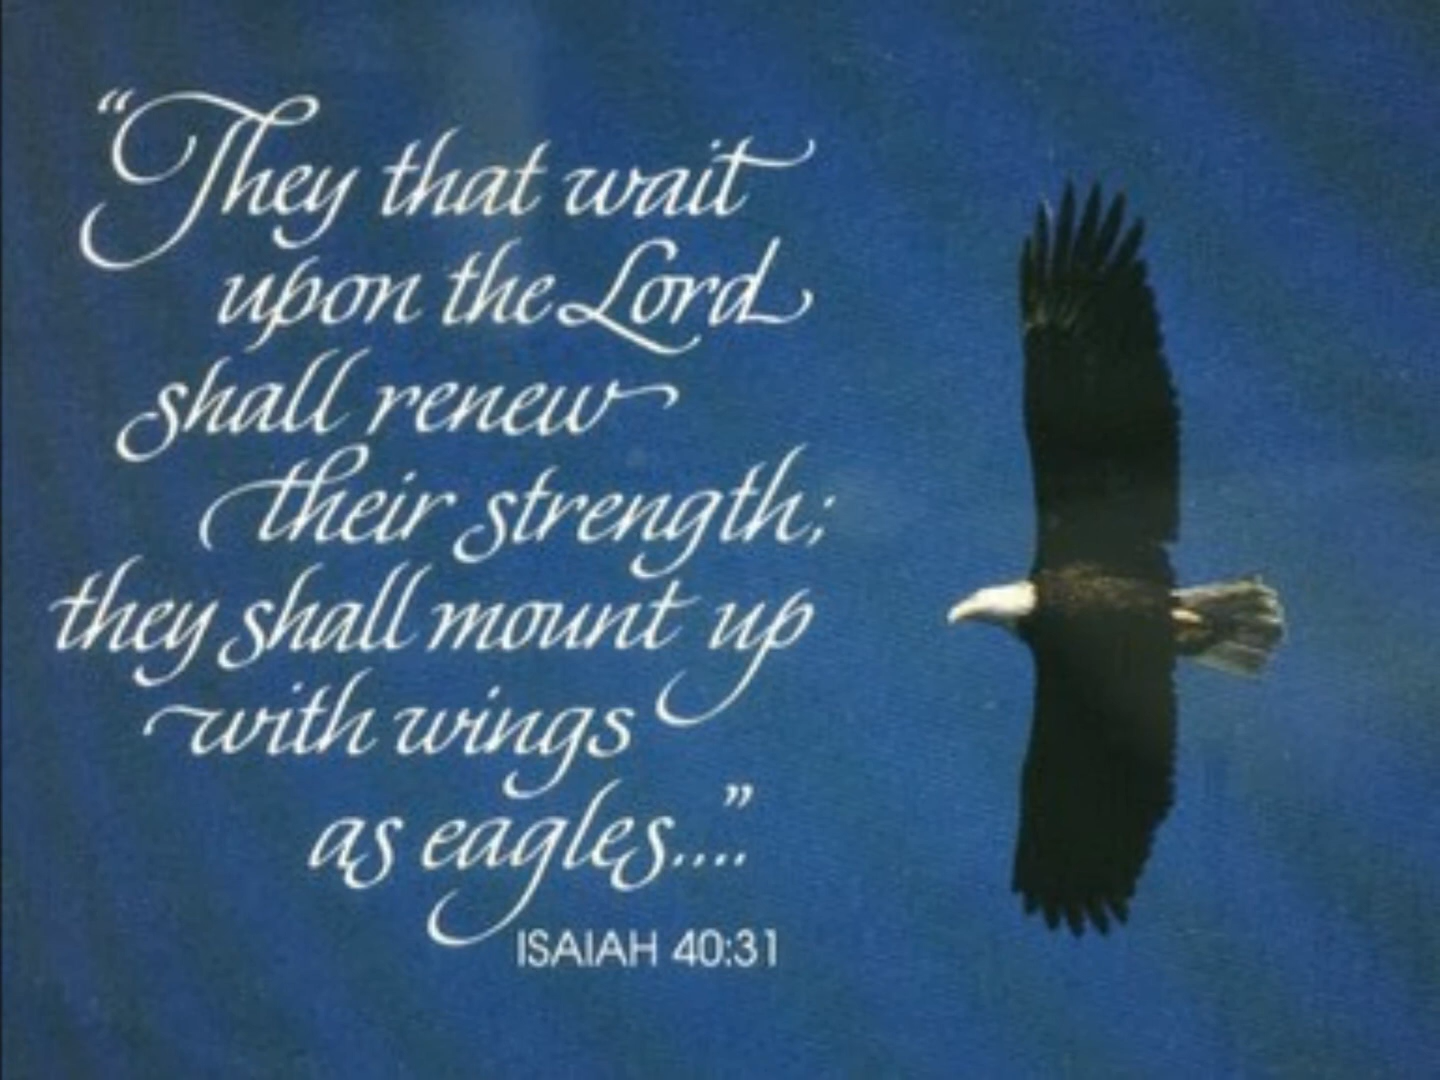 “They that wait
upon the Lord
shall renew
their strength;
they shall mount up
with wings
as eagles....”
ISAIAH 40:31